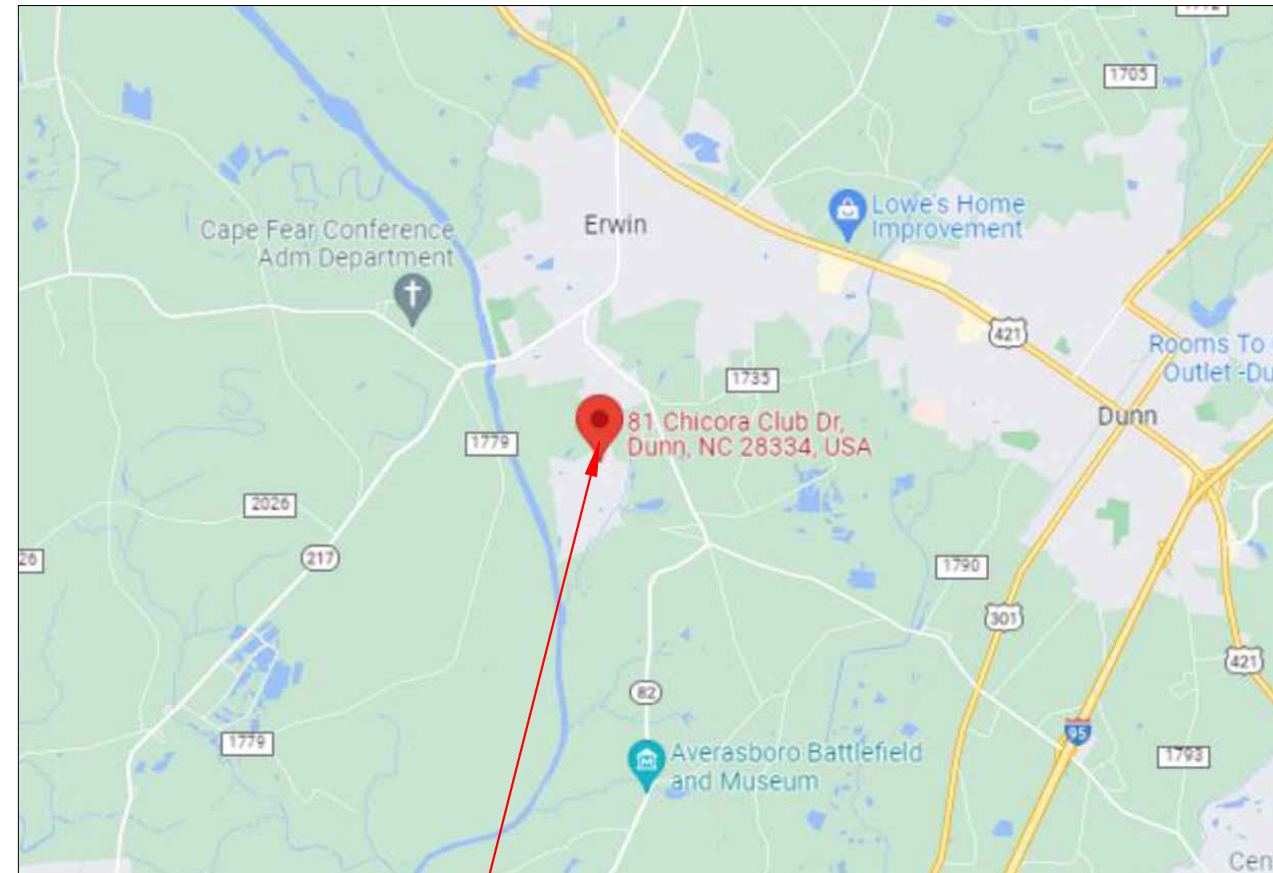 1772
1705
Cape Fear Conference
Adm Department
Erwin
Lowe's Home
Improvement
421
Rooms To
Outlet -Du
1735
Dunn
81 Chicora Club Dr,
Dunn, NC 28334, USA
1779
2026
217
26
1790
301
421
82
95
1779
Averasboro Battlefield
and Museum
1793
Cen